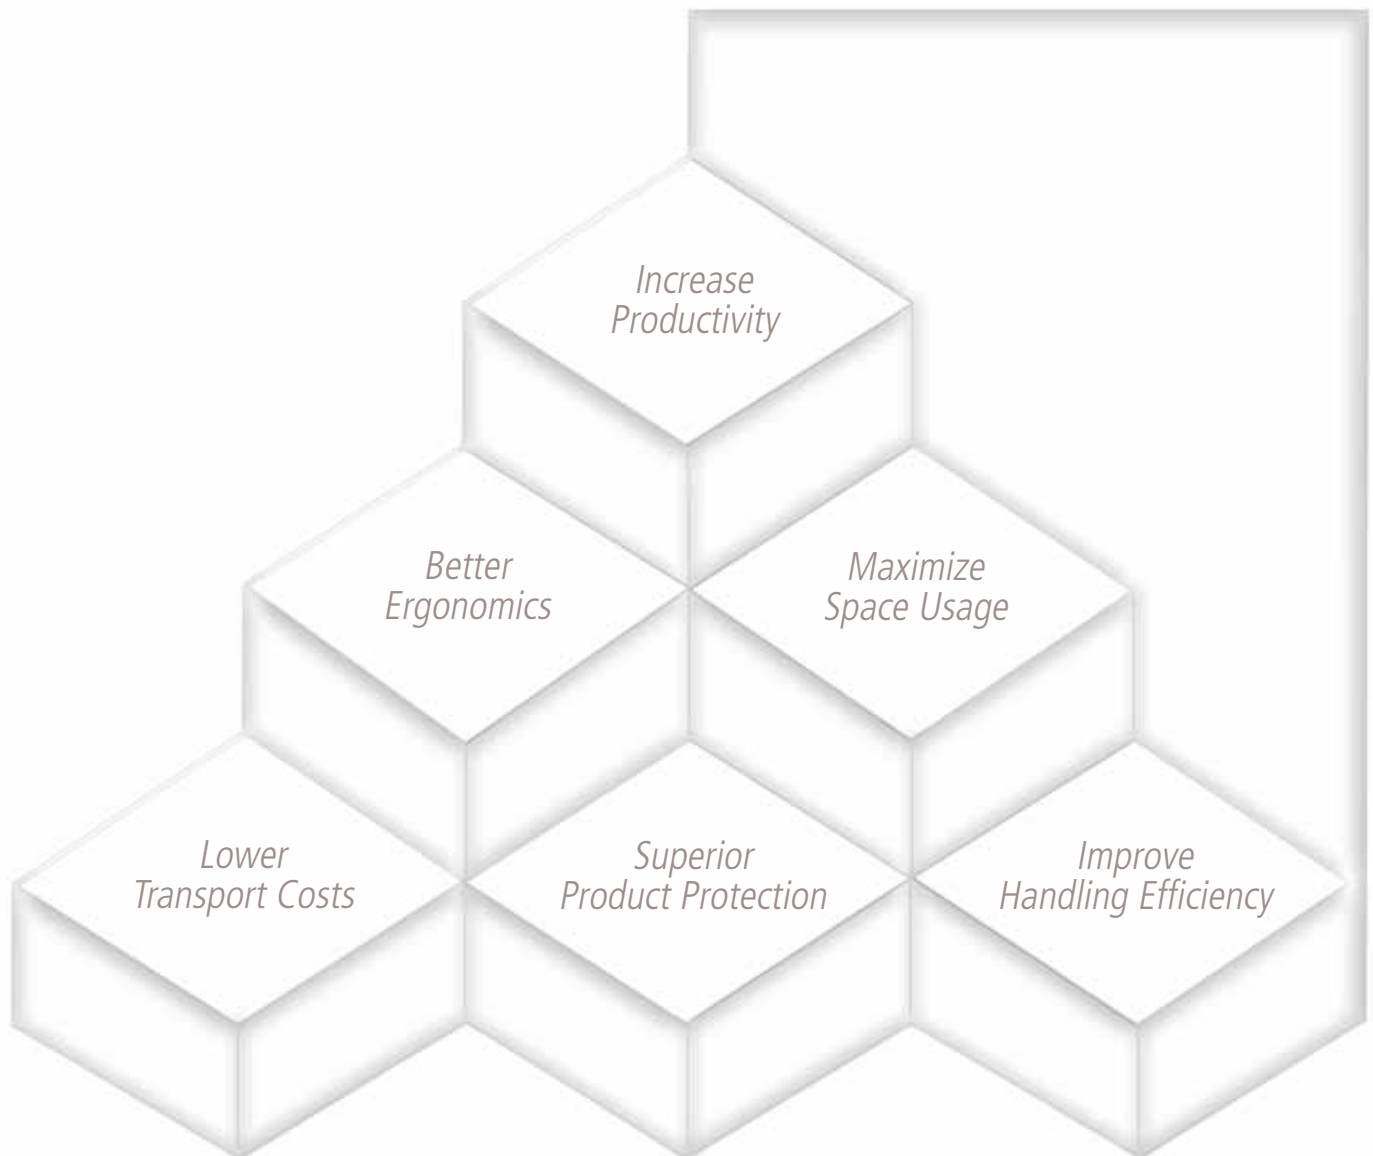 Increase
Productivity
Better
Ergonomics
Maximize
Space Usage
Lower
Transport Costs
Superior
Product Protection
Improve
Handling Efficiency